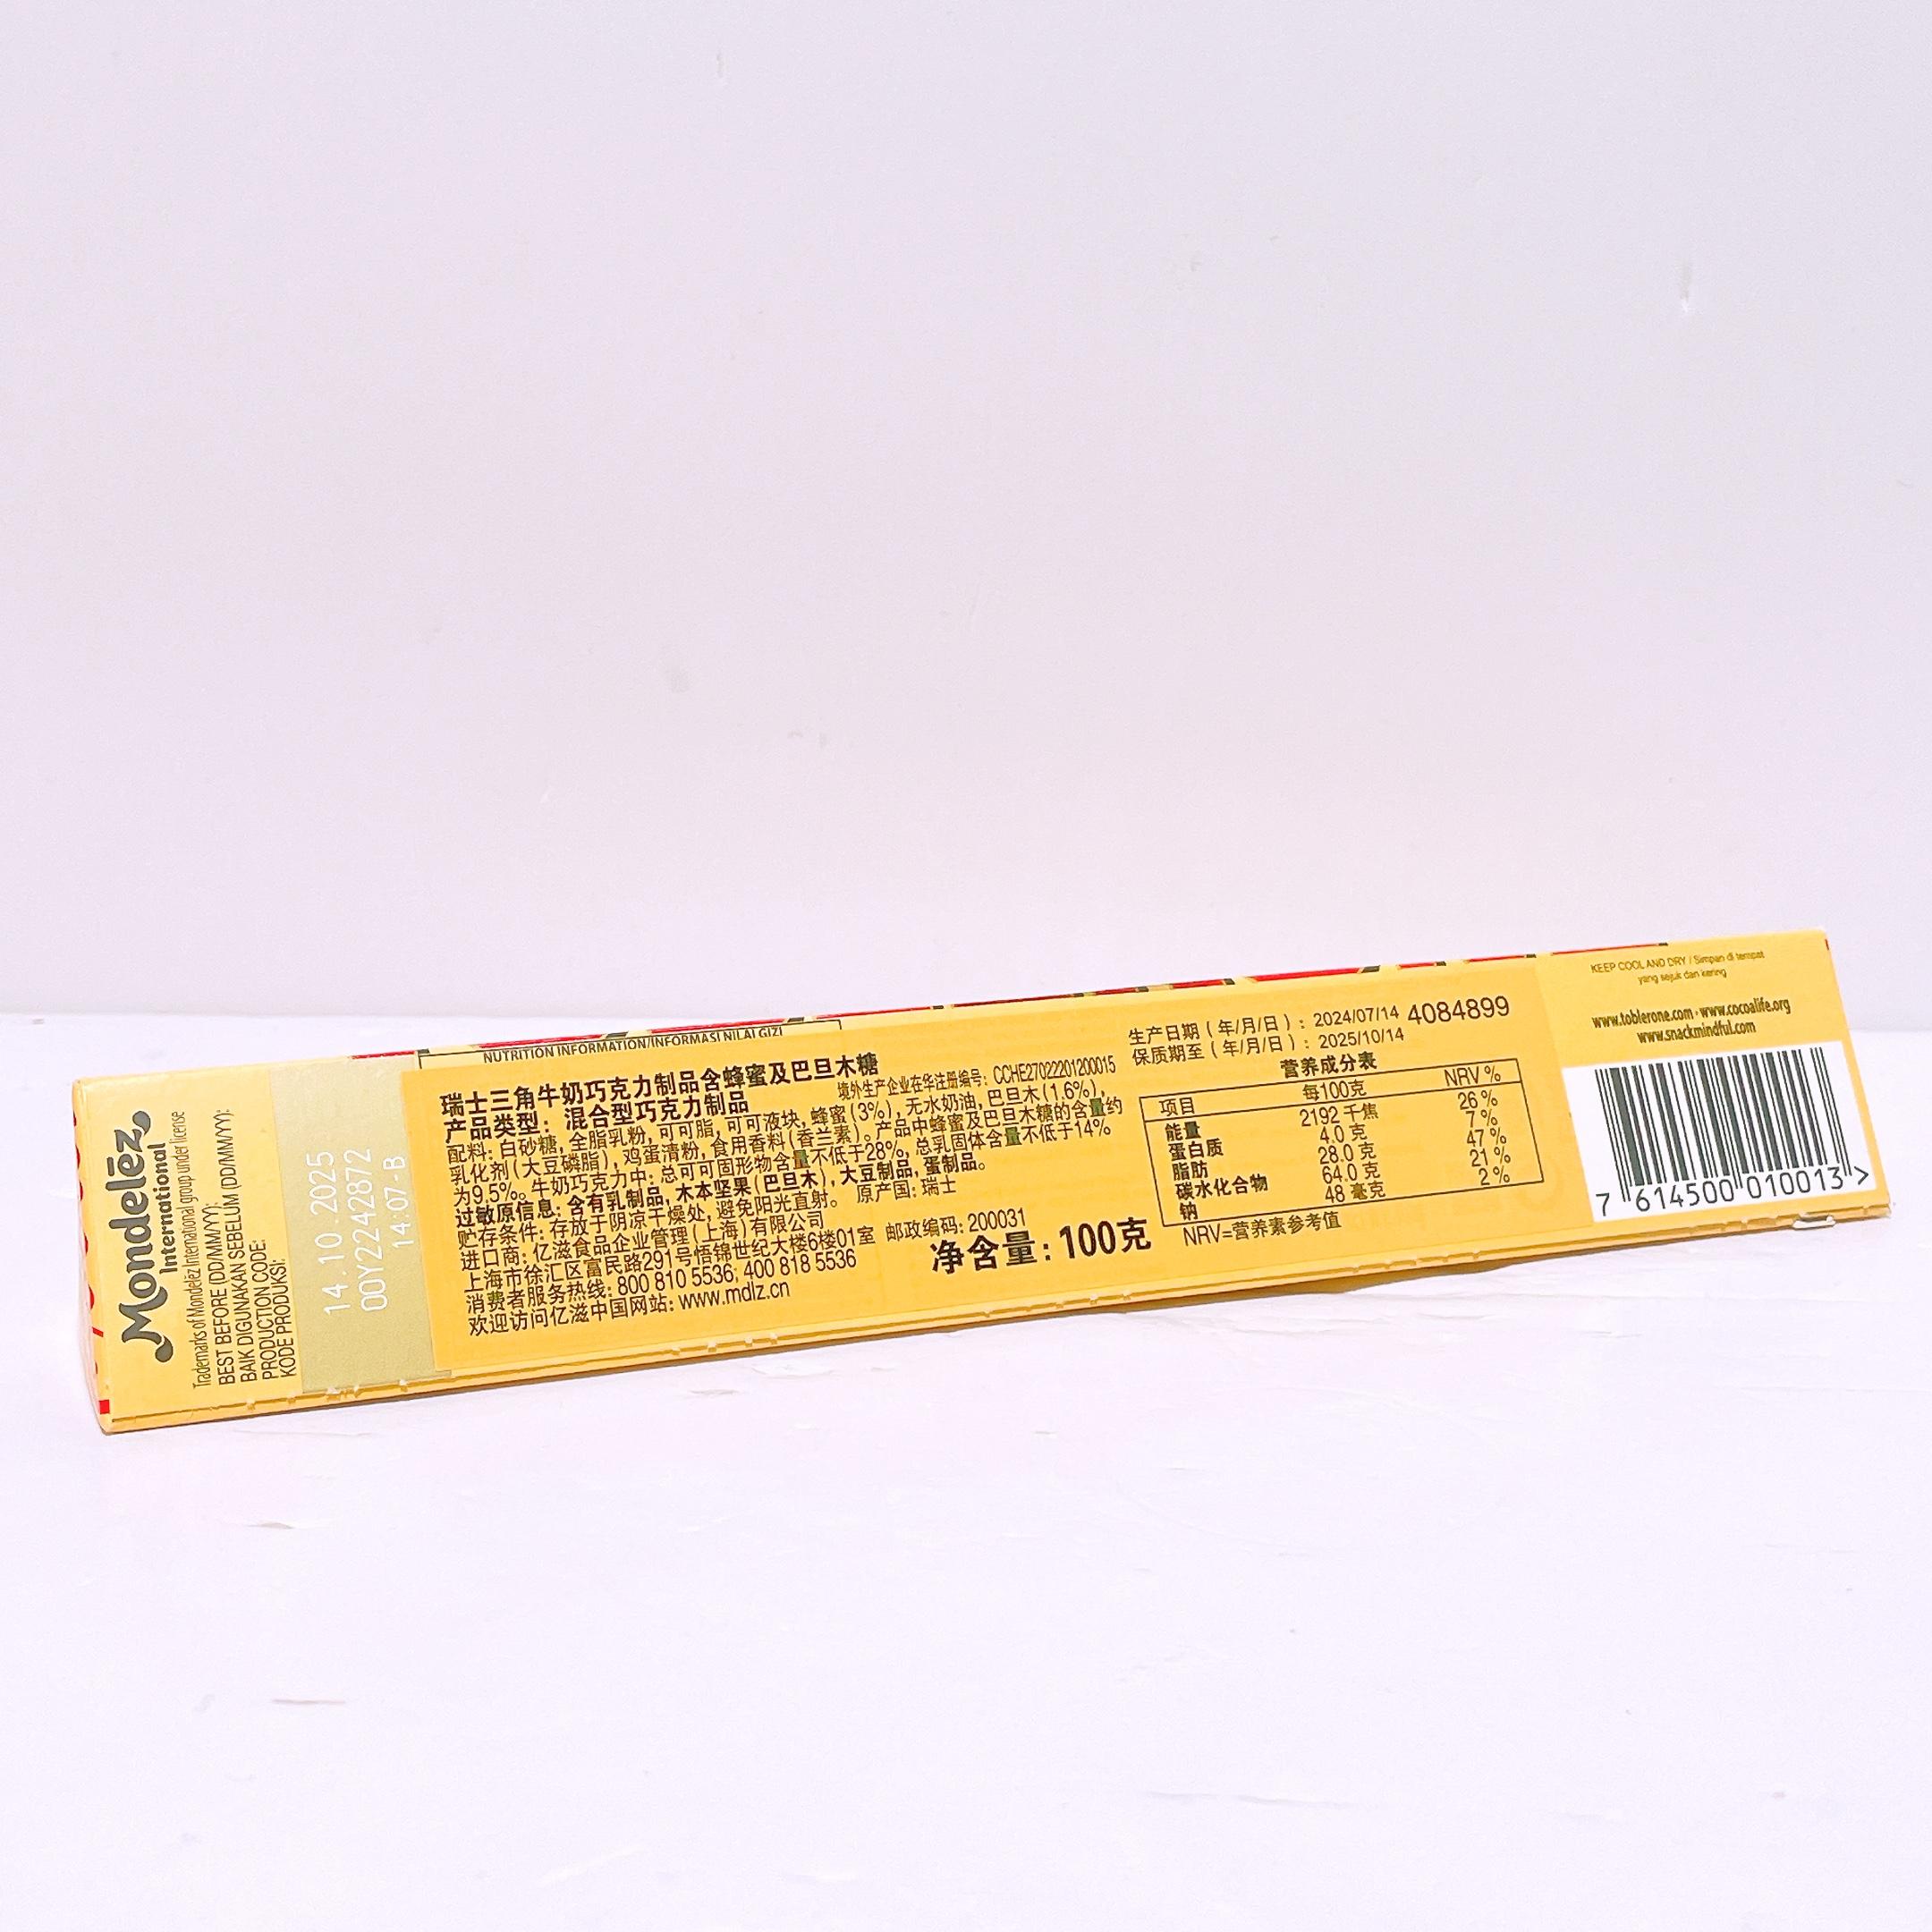 Mondelēz
International
Trademarks of Mondelēz International group under license
BEST BEFORE (DD/MM/YY):
BAIK DIGUNAKAN SEBELUM (DD/MM/YY):
PRODUCTION CODE:
KODE PRODUKSI:
14.10.2025
OOY2242872
14:07-B
NUTRITION INFORMATION/INFORMASI NILAI GIZI
瑞士三角牛奶巧克力制品含蜂蜜及巴旦木糖
产品类型：混合型巧克力制品
境外生产企业在华注册编号：CCHE27022201200015
配料：白砂糖, 全脂乳粉, 可可脂, 可可液块, 蜂蜜(3%), 无水奶油, 巴旦木(1.6%),
乳化剂(大豆磷脂), 鸡蛋清粉, 食用香料(香兰素)。产品中蜂蜜及巴旦木糖的含量约
为9.5%。牛奶巧克力中：总可可固形物含量不低于28%, 总乳固体含量不低于14%
过敏原信息：含有乳制品, 木本坚果(巴旦木), 大豆制品, 蛋制品。
贮存条件：存放于阴凉干燥处, 避免阳光直射。 原产国: 瑞士
进口商：亿滋食品企业管理(上海)有限公司
上海市徐汇区富民路291号悟锦世纪大楼6楼01室 邮政编码: 200031
消费者服务热线: 800 810 5536; 400 818 5536
欢迎访问亿滋中国网站: www.mdlz.cn
净含量：100克
生产日期（年/月/日）：2024/07/14 4084899
保质期至（年/月/日）：2025/10/14
营养成分表
项目 每100克 NRV%
能量 2192 千焦 26%
蛋白质 4.0 克 7%
脂肪 28.0 克 47%
碳水化合物 64.0 克 21%
钠 48 毫克 2%
NRV=营养素参考值
KEEP COOL AND DRY / Simpan di tempat
yang sejuk dan kering
www.toblerone.com · www.cocoalife.org
www.snackmindful.com
7 614500 010013 >